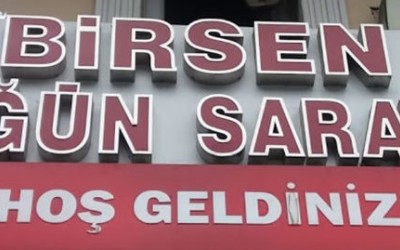 BİRSEN
ĞÜN SARA
HOŞ GELDİNİZ